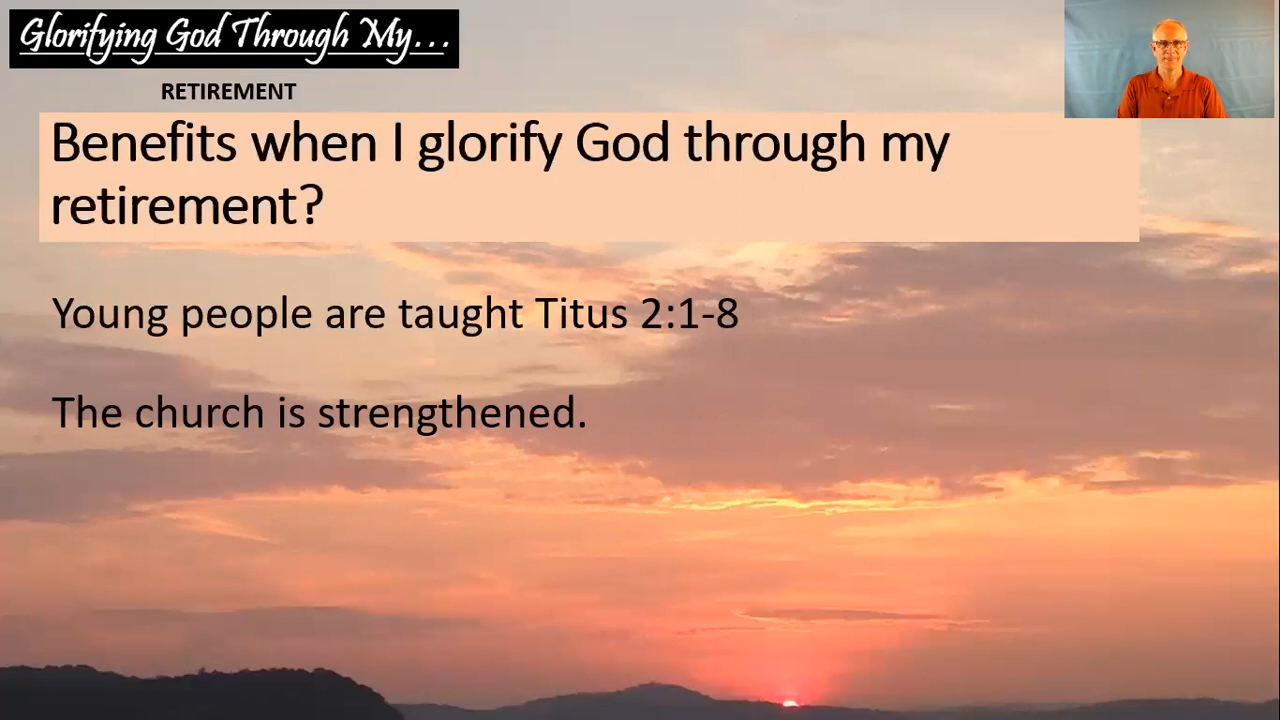 Glorifying God Through My...
RETIREMENT
Benefits when I glorify God through my
retirement?
Young people are taught Titus 2:1-8
The church is strengthened.